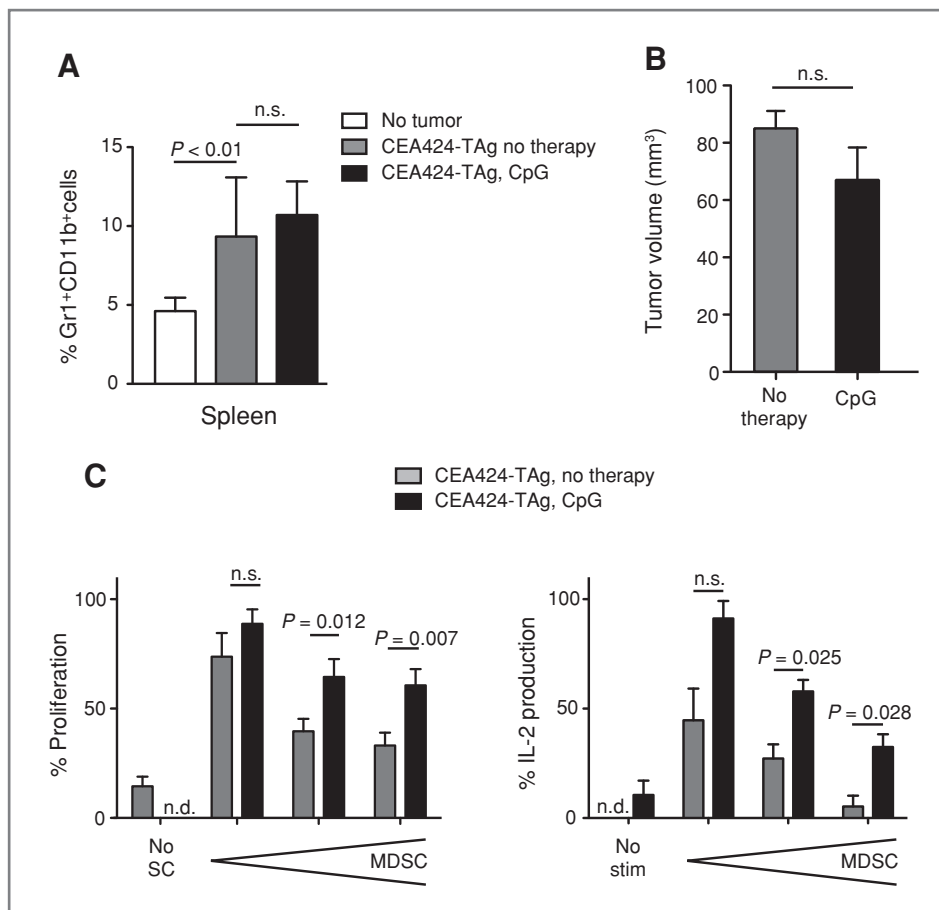 A
n.s.
P < 0.01
No tumor
CEA424-TAg no therapy
CEA424-TAg, CpG
% Gr1+CD11b+cells
15
10
5
0
Spleen
B
n.s.
Tumor volume (mm³)
100
80
60
40
20
0
No
therapy
CpG
C
CEA424-TAg, no therapy
CEA424-TAg, CpG
% Proliferation
100
50
0
n.s.
P = 0.012
P = 0.007
n.d.
No
SC
MDSC
% IL-2 production
100
50
0
n.s.
P = 0.025
P = 0.028
n.d.
No
stim
MDSC